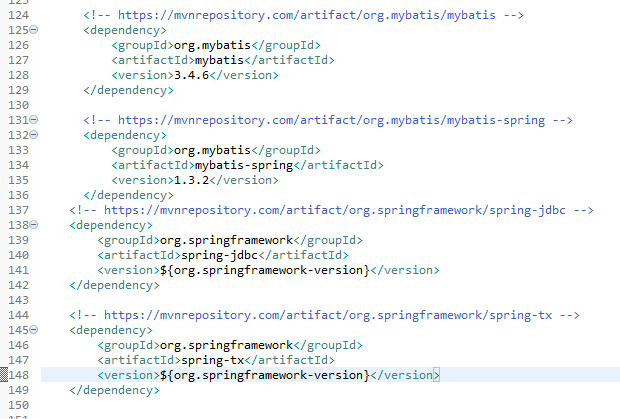 124 <!-- https://mvnrepository.com/artifact/org.mybatis/mybatis -->
125 <dependency>
126 <groupId>org.mybatis</groupId>
127 <artifactId>mybatis</artifactId>
128 <version>3.4.6</version>
129 </dependency>
130
131 <!-- https://mvnrepository.com/artifact/org.mybatis/mybatis-spring -->
132 <dependency>
133 <groupId>org.mybatis</groupId>
134 <artifactId>mybatis-spring</artifactId>
135 <version>1.3.2</version>
136 </dependency>
137 <!-- https://mvnrepository.com/artifact/org.springframework/spring-jdbc -->
138 <dependency>
139 <groupId>org.springframework</groupId>
140 <artifactId>spring-jdbc</artifactId>
141 <version>${org.springframework-version}</version>
142 </dependency>
143
144 <!-- https://mvnrepository.com/artifact/org.springframework/spring-tx -->
145 <dependency>
146 <groupId>org.springframework</groupId>
147 <artifactId>spring-tx</artifactId>
148 <version>${org.springframework-version}</version>
149 </dependency>
150